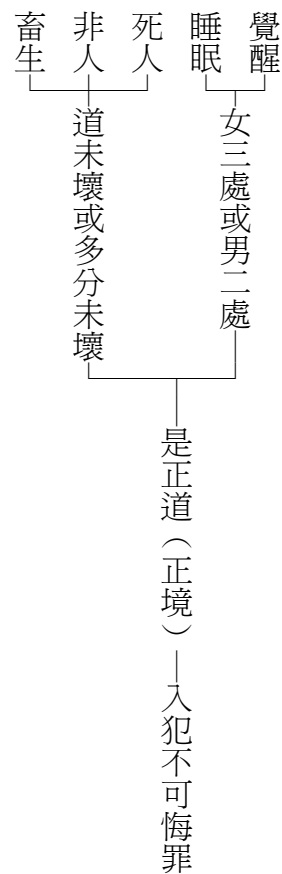 覺醒
睡眠
死人
非人
畜生
女三處或男二處
道未壞或多分未壞
是正道（正境）—入犯不可悔罪